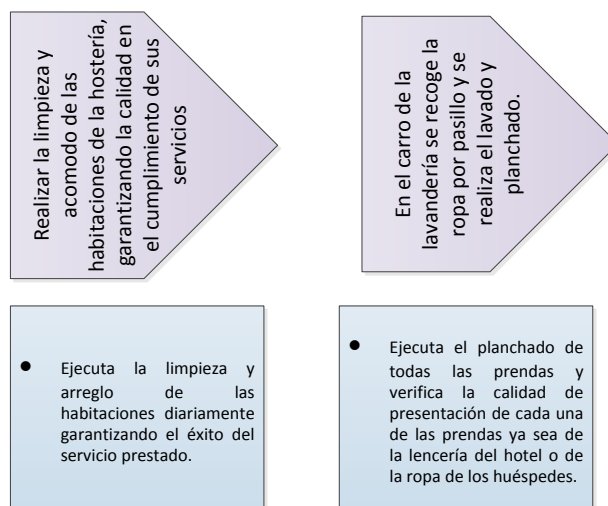 Realizar la limpieza y
acomodo de las
habitaciones de la hostería,
garantizando la calidad en
el cumplimiento de sus
servicios
En el carro de la
lavandería se recoge la
ropa por pasillo y se
realiza el lavado y
planchado.
● Ejecuta la limpieza y
arreglo de las
habitaciones diariamente
garantizando el éxito del
servicio prestado.
● Ejecuta el planchado de
todas las prendas y
verifica la calidad de
presentación de cada una
de las prendas ya sea de
la lencería del hotel o de
la ropa de los huéspedes.